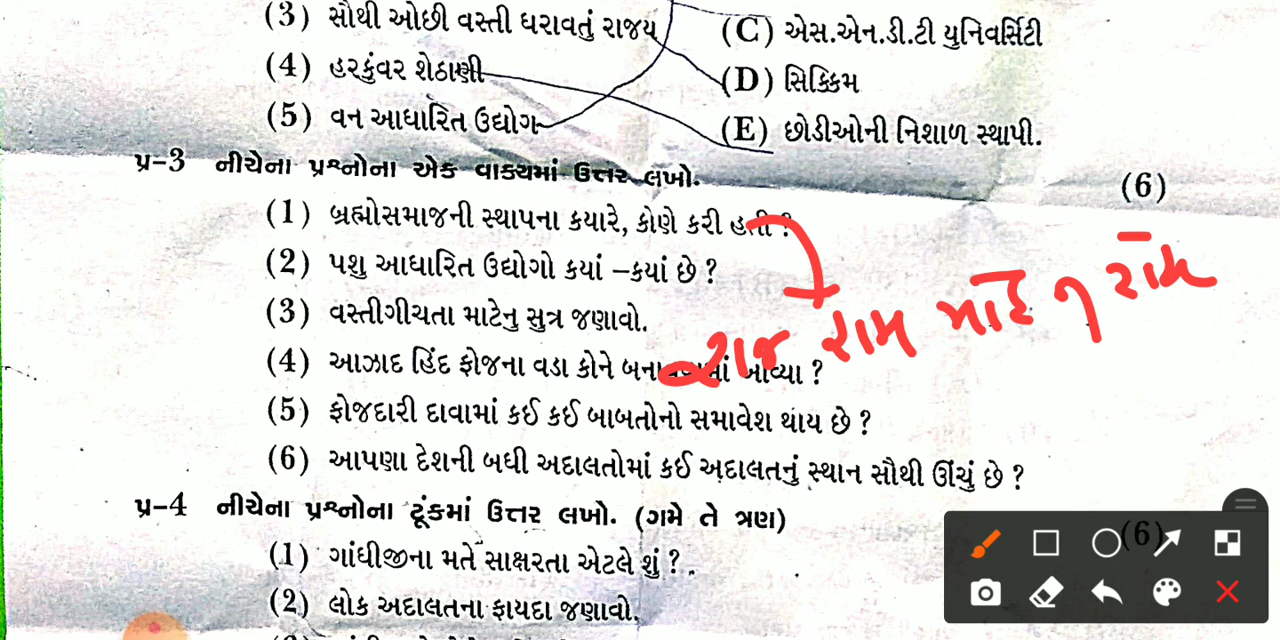 (3) સૌથી ઓછી વસ્તી ધરાવતું રાજય (C) એસ.એન.ડી.ટી યુનિવર્સિટી
(4) હરકુંવર શેઠાણી (D) સિક્કિમ
(5) વન આધારિત ઉદ્યોગ (E) છોડીઓની નિશાળ સ્થાપી.
પ્ર-3 નીચેના પ્રશ્નોના એક વાકયમાં ઉત્તર લખો. (6)
(1) બ્રહ્મોસમાજની સ્થાપના કયારે, કોણે કરી હતી ?
(2) પશુ આધારિત ઉદ્યોગો કયાં –કયાં છે ?
(3) વસ્તીગીચતા માટેનુ સુત્ર જણાવો.
રાજા રામ
(4) આઝાદ હિંદ ફોજના વડા કોને બનાવવામાં આવ્યા ?
(5) ફોજદારી દાવામાં કઈ કઈ બાબતોનો સમાવેશ થાય છે ?
(6) આપણા દેશની બધી અદાલતોમાં કઈ અદાલતનું સ્થાન સૌથી ઊંચું છે ?
પ્ર-4 નીચેના પ્રશ્નોના ટૂંકમાં ઉત્તર લખો. (ગમે તે ત્રણ) (6)
(1) ગાંધીજીના મતે સાક્ષરતા એટલે શું ?
(2) લોક અદાલતના ફાયદા જણાવો.